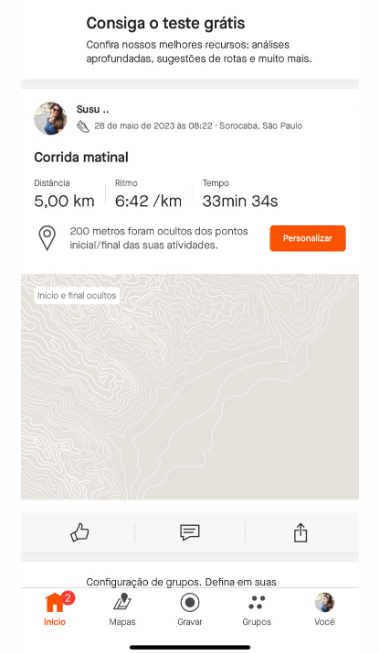 Consiga o teste grátis
Confira nossos melhores recursos: análises
aprofundadas, sugestões de rotas e muito mais.
Susu ..
28 de maio de 2023 às 08:22 · Sorocaba, São Paulo
Corrida matinal
Distância Ritmo Tempo
5,00 km 6:42 /km 33min 34s
200 metros foram ocultos dos pontos
inicial/final das suas atividades.
Personalizar
Início e final ocultos
Configuração de grupos. Defina em suas
2
Início Mapas Gravar Grupos Você